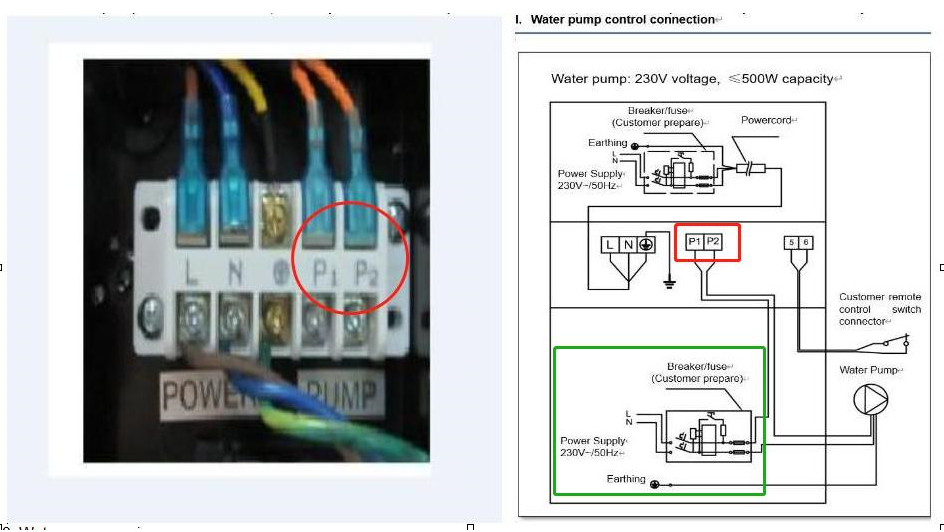 L N P1 P2
POWER PUMP
I. Water pump control connection
Water pump: 230V voltage, ≤500W capacity
Breaker/fuse
(Customer prepare)
Powercord
Earthing
L
N
Power Supply
230V~/50Hz
L N
P1 P2
5 6
Customer remote
control switch
connector
Water Pump
Breaker/fuse
(Customer prepare)
L
N
Power Supply
230V~/50Hz
Earthing